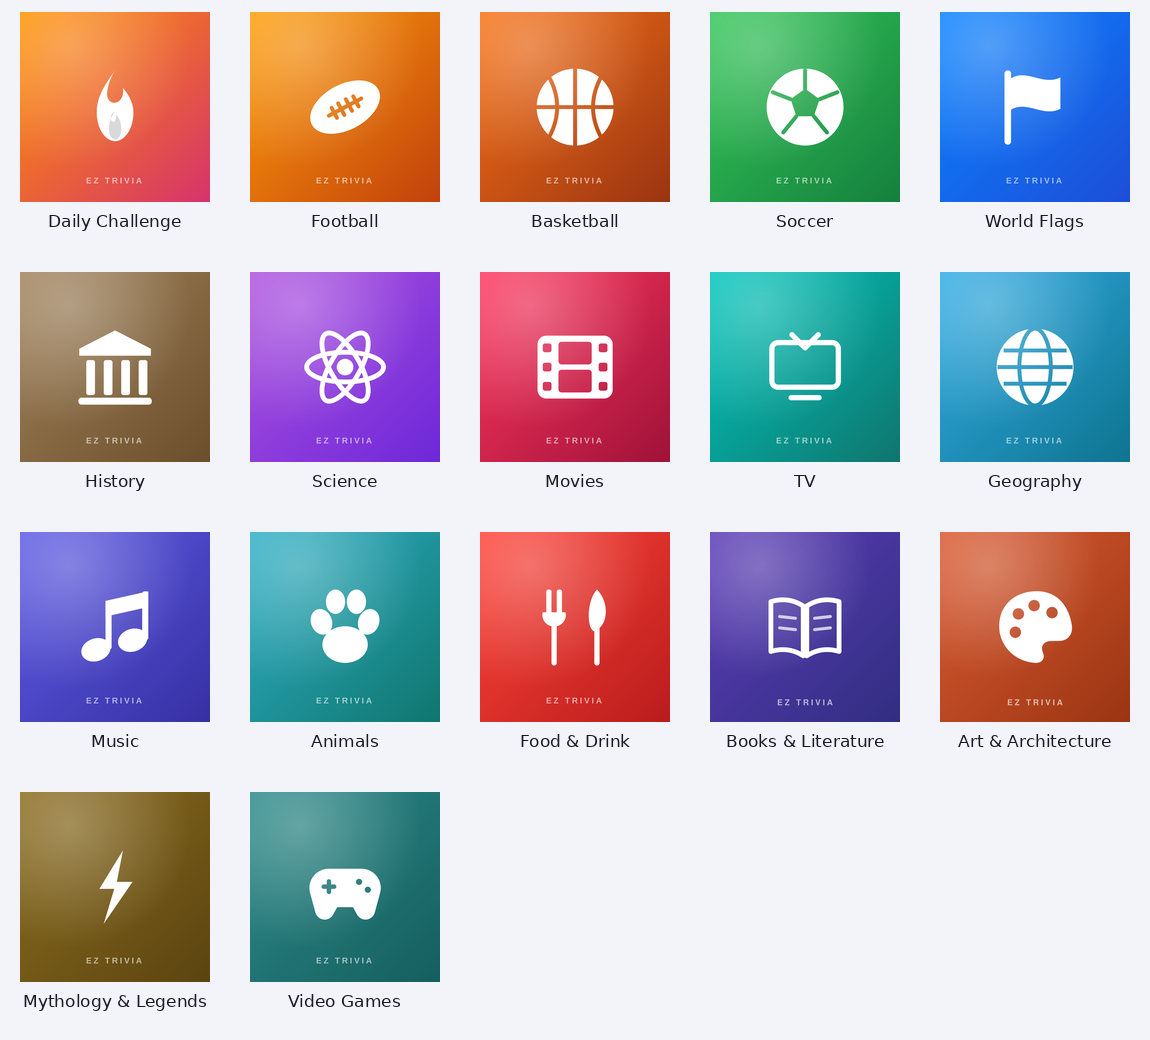 EZ TRIVIA
EZ TRIVIA
EZ TRIVIA
EZ TRIVIA
EZ TRIVIA
Daily Challenge
Football
Basketball
Soccer
World Flags
EZ TRIVIA
EZ TRIVIA
EZ TRIVIA
EZ TRIVIA
EZ TRIVIA
History
Science
Movies
TV
Geography
EZ TRIVIA
EZ TRIVIA
EZ TRIVIA
EZ TRIVIA
EZ TRIVIA
Music
Animals
Food & Drink
Books & Literature
Art & Architecture
EZ TRIVIA
EZ TRIVIA
Mythology & Legends
Video Games